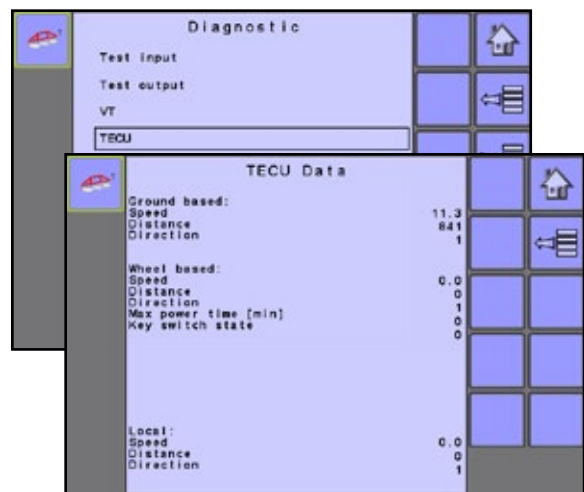 Diagnostic
Test input
Test output
VT
TECU
TECU Data
Ground based:
Speed 11.3
Distance 841
Direction 1
Wheel based:
Speed 0.0
Distance 0
Direction 1
Max power time [min] 0
Key switch state 0
Local:
Speed 0.0
Distance 0
Direction 1